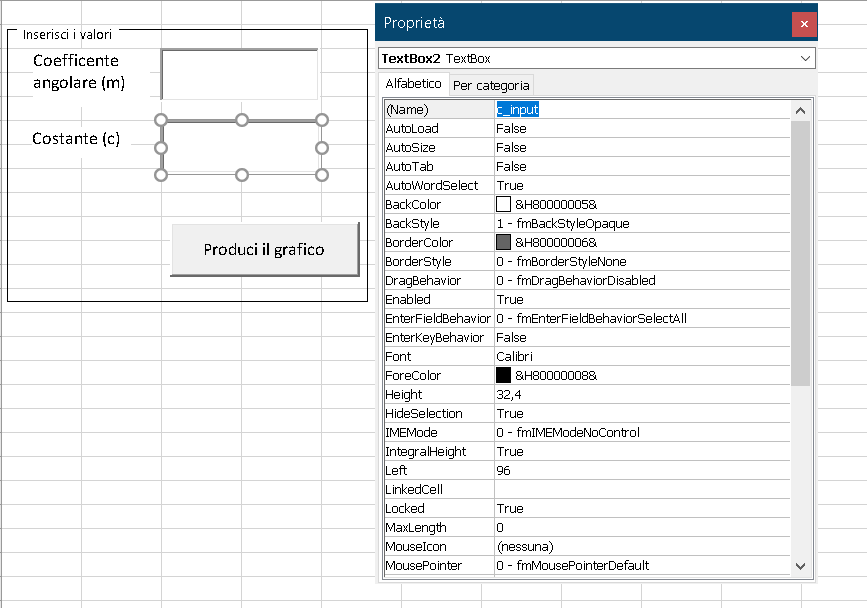 Inserisci i valori
Coefficente
angolare (m)
Costante (c)
Produci il grafico
Proprietà
TextBox2 TextBox
Alfabetico Per categoria
(Name) c_input
AutoLoad False
AutoSize False
AutoTab False
AutoWordSelect True
BackColor &H80000005&
BackStyle 1 - fmBackStyleOpaque
BorderColor &H80000006&
BorderStyle 0 - fmBorderStyleNone
DragBehavior 0 - fmDragBehaviorDisabled
Enabled True
EnterFieldBehavior 0 - fmEnterFieldBehaviorSelectAll
EnterKeyBehavior False
Font Calibri
ForeColor &H80000008&
Height 32,4
HideSelection True
IMEMode 0 - fmIMEModeNoControl
IntegralHeight True
Left 96
LinkedCell
Locked True
MaxLength 0
MouseIcon (nessuna)
MousePointer 0 - fmMousePointerDefault